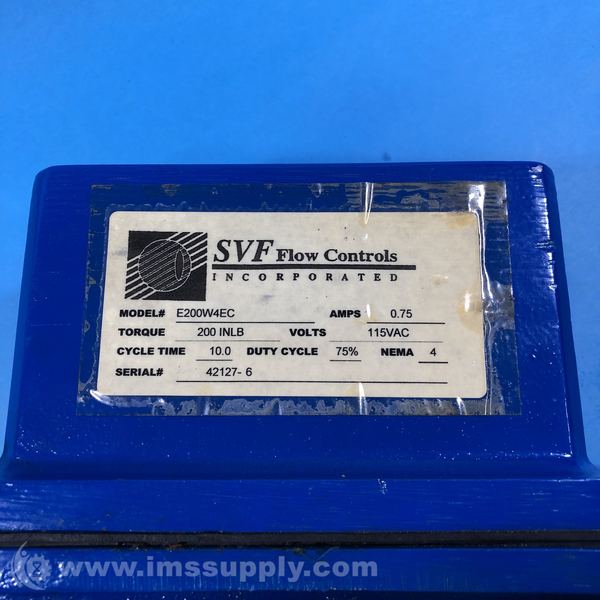 SVF Flow Controls
INCORPORATED
MODEL# E200W4EC AMPS 0.75
TORQUE 200 INLB VOLTS 115VAC
CYCLE TIME 10.0 DUTY CYCLE 75% NEMA 4
SERIAL# 42127- 6
www.imssupply.com